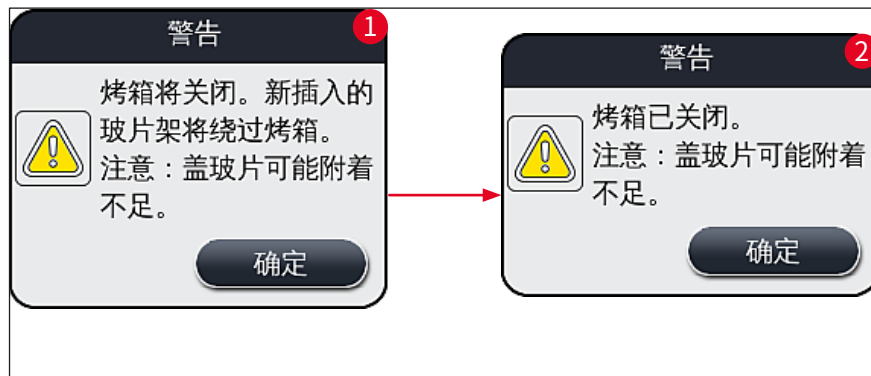 警告
1
烤箱将关闭。新插入的
玻片架将绕过烤箱。
注意：盖玻片可能附着
不足。
确定
警告
2
烤箱已关闭。
注意：盖玻片可能附着
不足。
确定